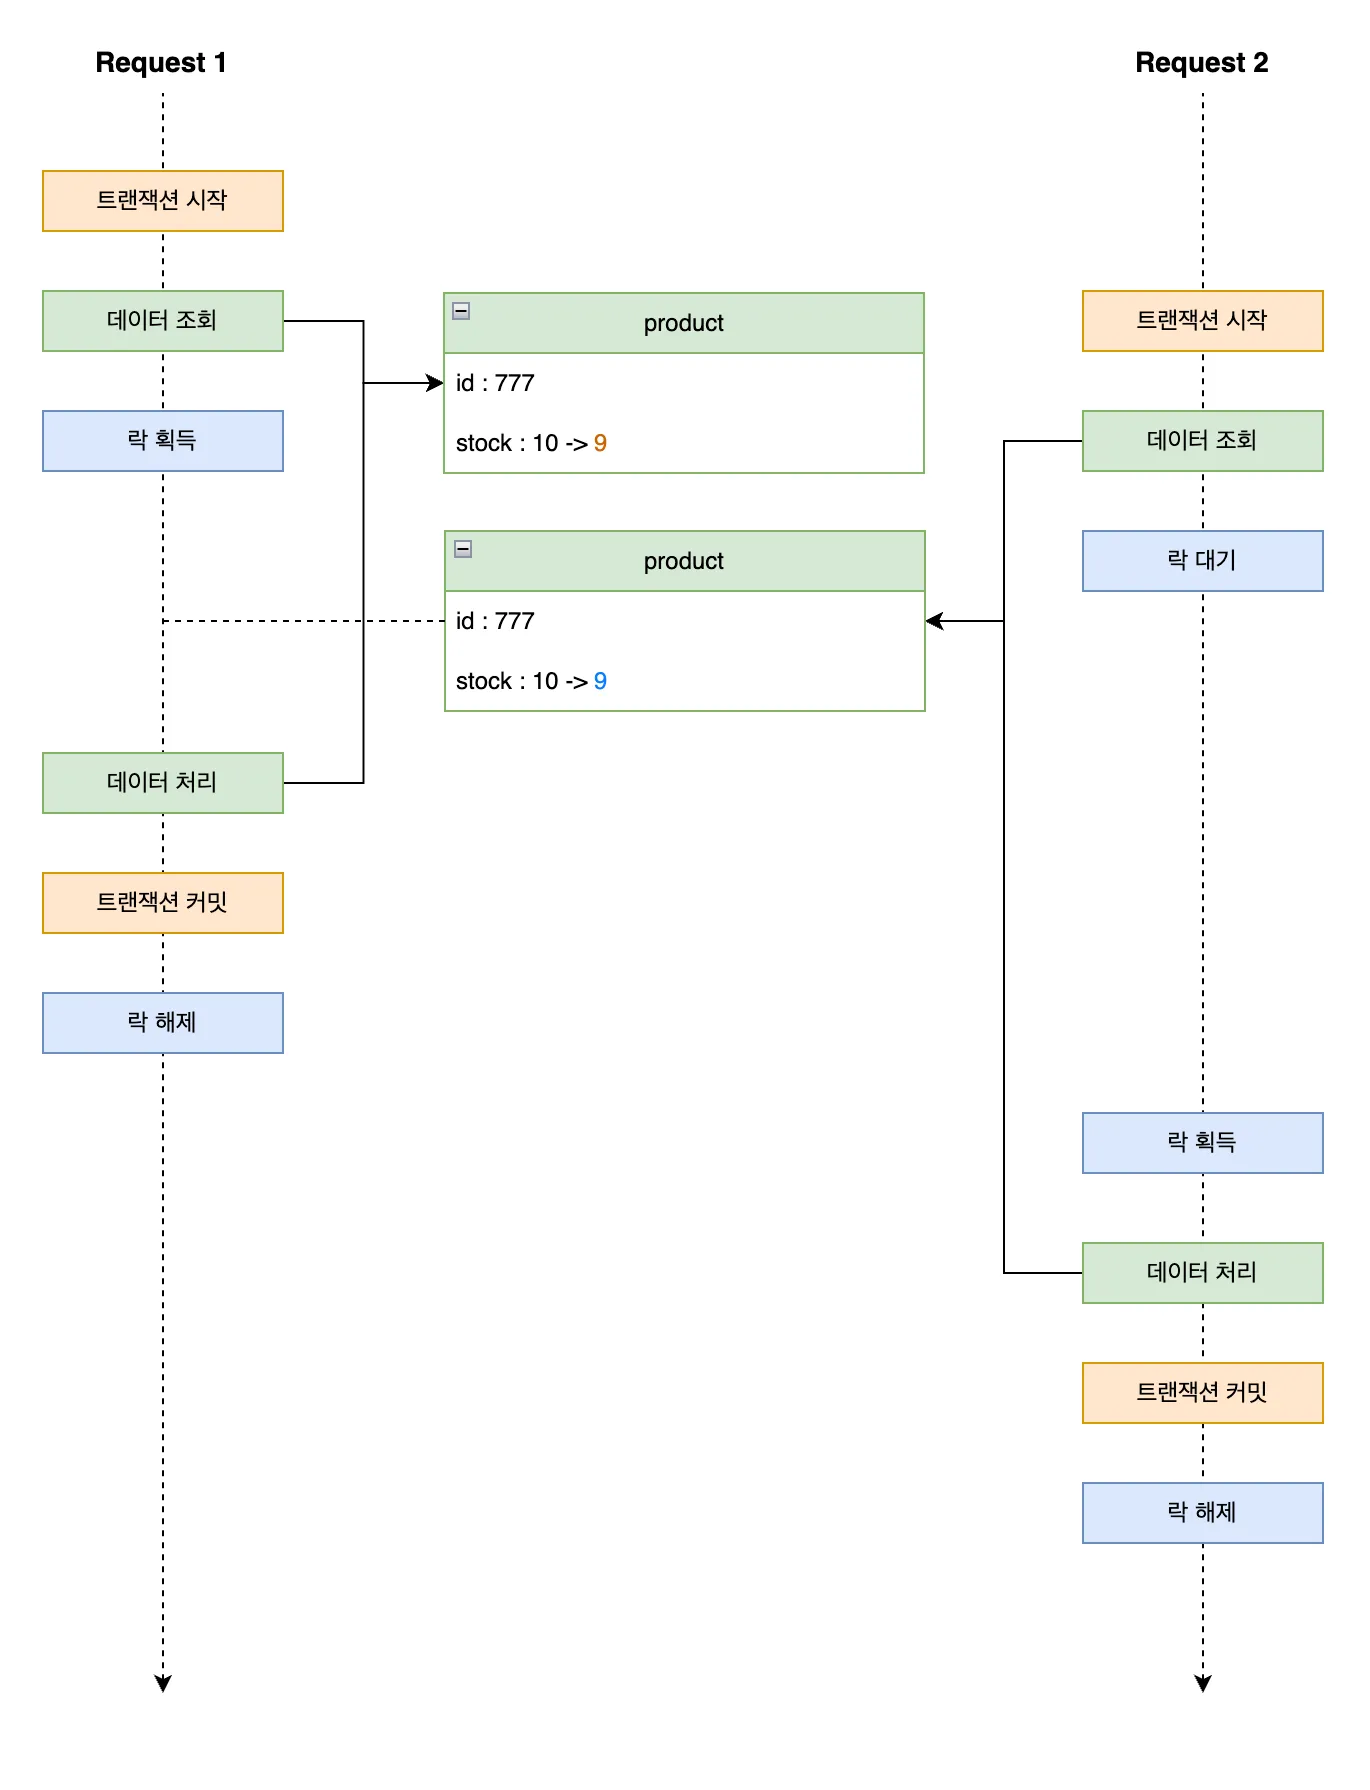 Request 1
Request 2
트랜잭션 시작
데이터 조회
product
트랜잭션 시작
id : 777
락 획득
stock : 10 -> 9
데이터 조회
product
락 대기
id : 777
stock : 10 -> 9
데이터 처리
트랜잭션 커밋
락 해제
락 획득
데이터 처리
트랜잭션 커밋
락 해제